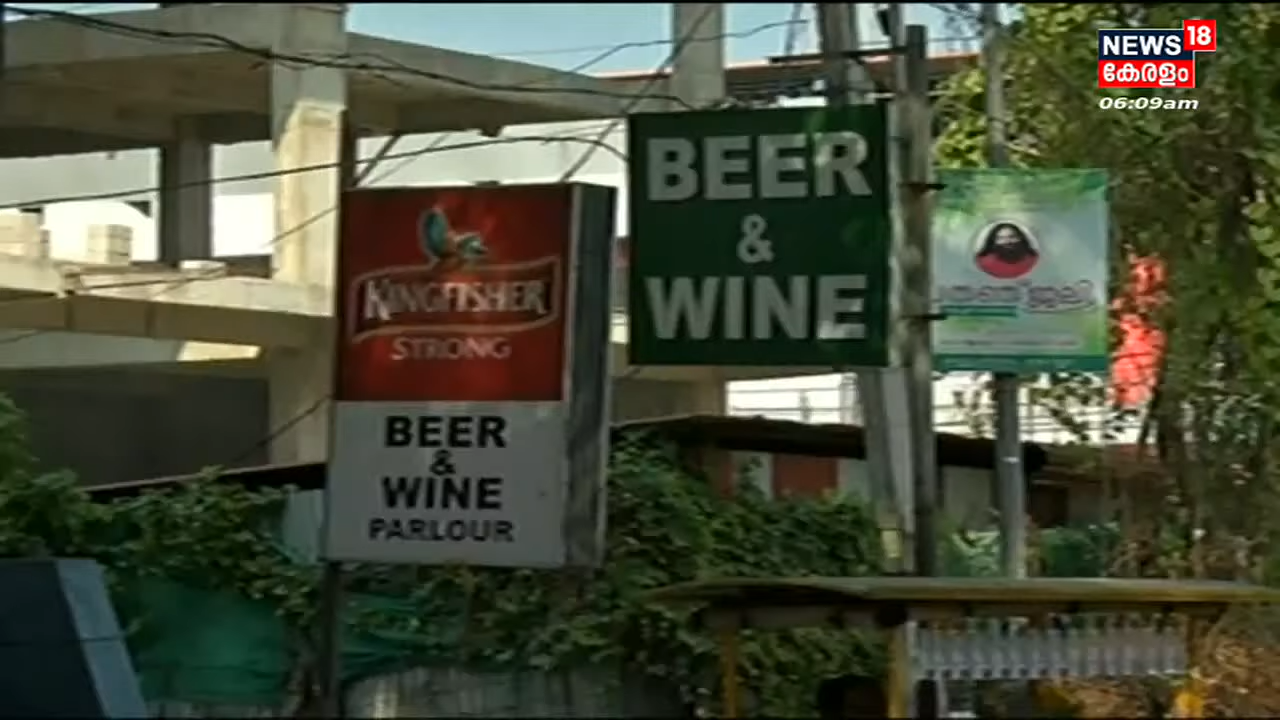 NEWS 18
കേരളം
06:09am
KINGFISHER
STRONG
BEER
&
WINE
PARLOUR
BEER
&
WINE